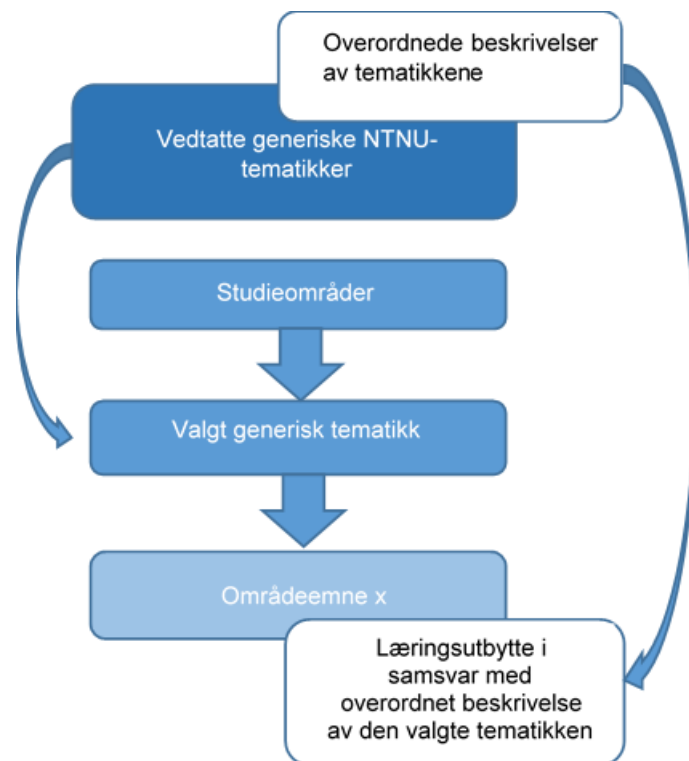 Overordnede beskrivelser
av tematikkene
Vedtatte generiske NTNU-
tematikker
Studieområder
Valgt generisk tematikk
Områdeemne x
Læringsutbytte i
samsvar med
overordnet beskrivelse
av den valgte tematikken